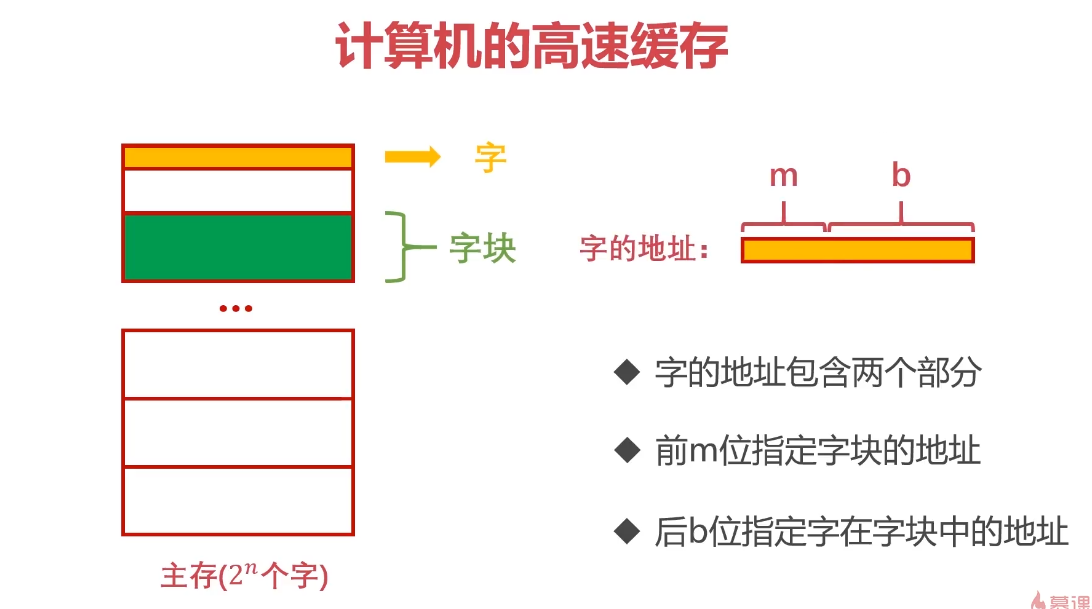 计算机的高速缓存
字
字块
m b
字的地址:
...
字的地址包含两个部分
前m位指定字块的地址
后b位指定字在字块中的地址
主存(2ⁿ个字)
慕课